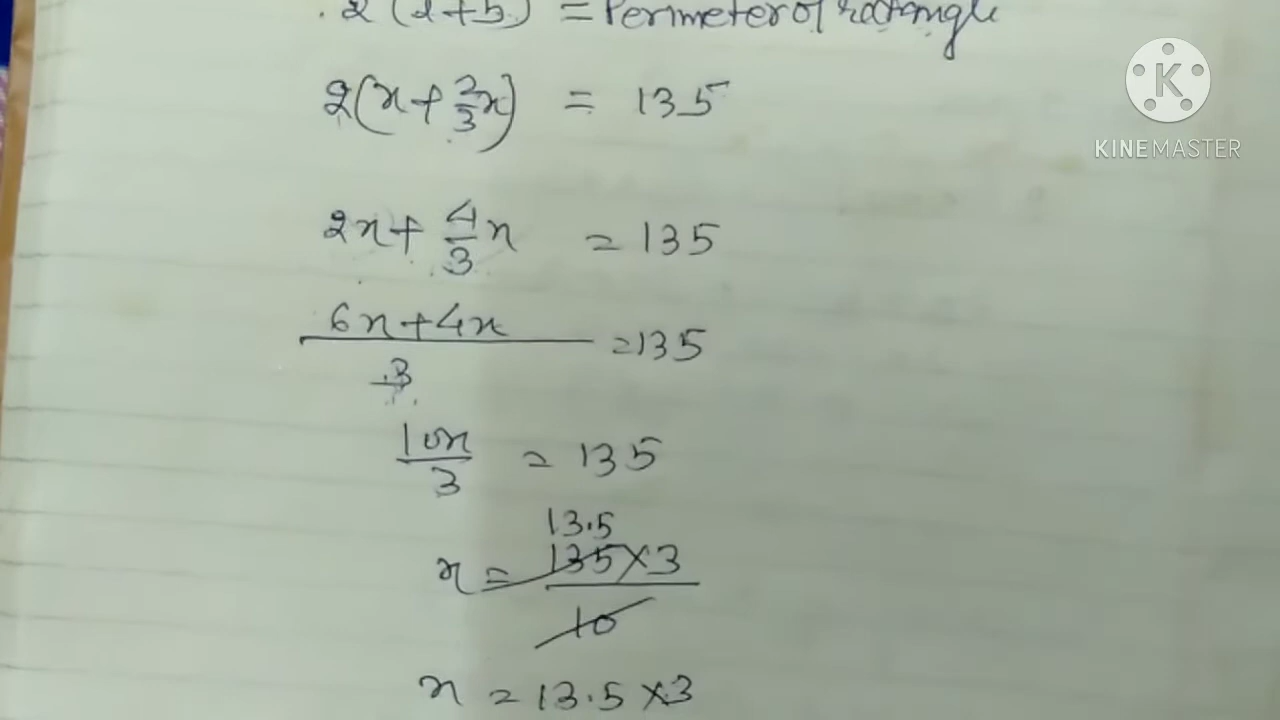 2(l+b) = Perimeter of rectangle
2(x+2/3x) = 135
2x+4/3x = 135
6x+4x/3 = 135
10x/3 = 135
13.5
x = 135×3/10
x = 13.5×3
K
KINEMASTER